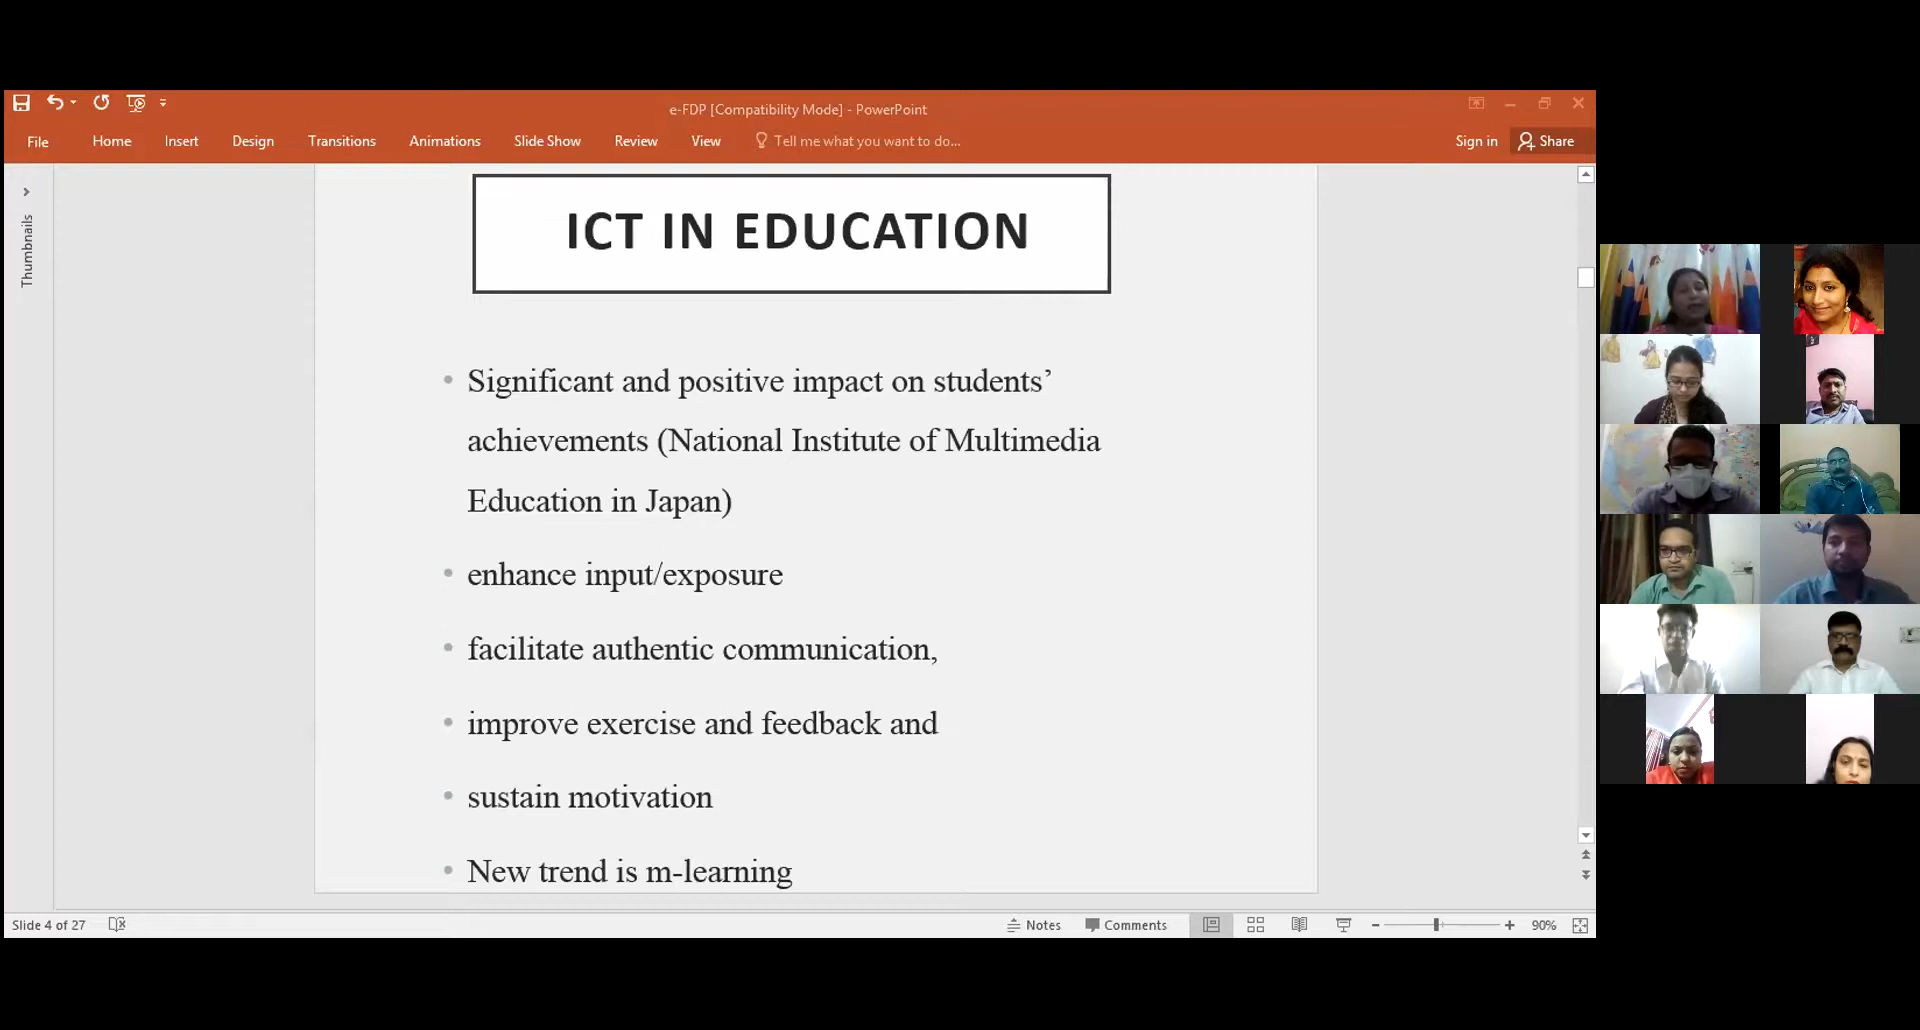 e-FDP [Compatibility Mode] - PowerPoint
File Home Insert Design Transitions Animations Slide Show Review View Tell me what you want to do... Sign in Share
Thumbnails
ICT IN EDUCATION
• Significant and positive impact on students’
achievements (National Institute of Multimedia
Education in Japan)
• enhance input/exposure
• facilitate authentic communication,
• improve exercise and feedback and
• sustain motivation
• New trend is m-learning
Slide 4 of 27 Notes Comments 90%